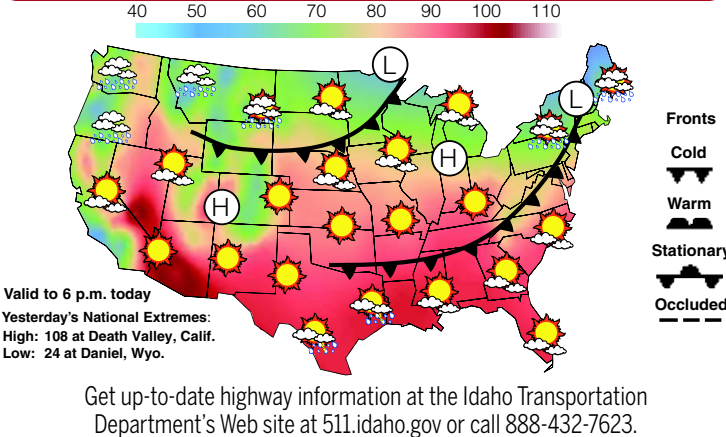 40 50 60 70 80 90 100 110
L
L
H
H
Fronts
Cold
Warm
Stationary
Occluded
Valid to 6 p.m. today
Yesterday's National Extremes:
High: 108 at Death Valley, Calif.
Low: 24 at Daniel, Wyo.
Get up-to-date highway information at the Idaho Transportation
Department's Web site at 511.idaho.gov or call 888-432-7623.